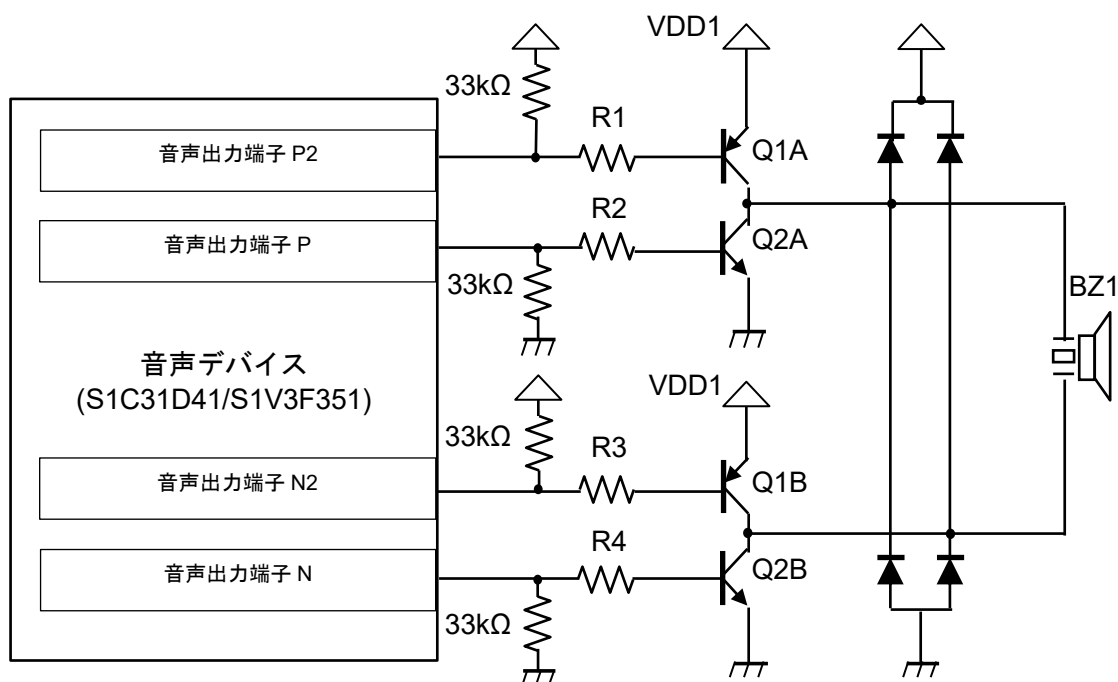 VDD1
33kΩ
R1
音声出力端子 P2
Q1A
R2
音声出力端子 P
Q2A
33kΩ
BZ1
音声デバイス
(S1C31D41/S1V3F351)
VDD1
33kΩ
R3
音声出力端子 N2
Q1B
R4
音声出力端子 N
Q2B
33kΩ